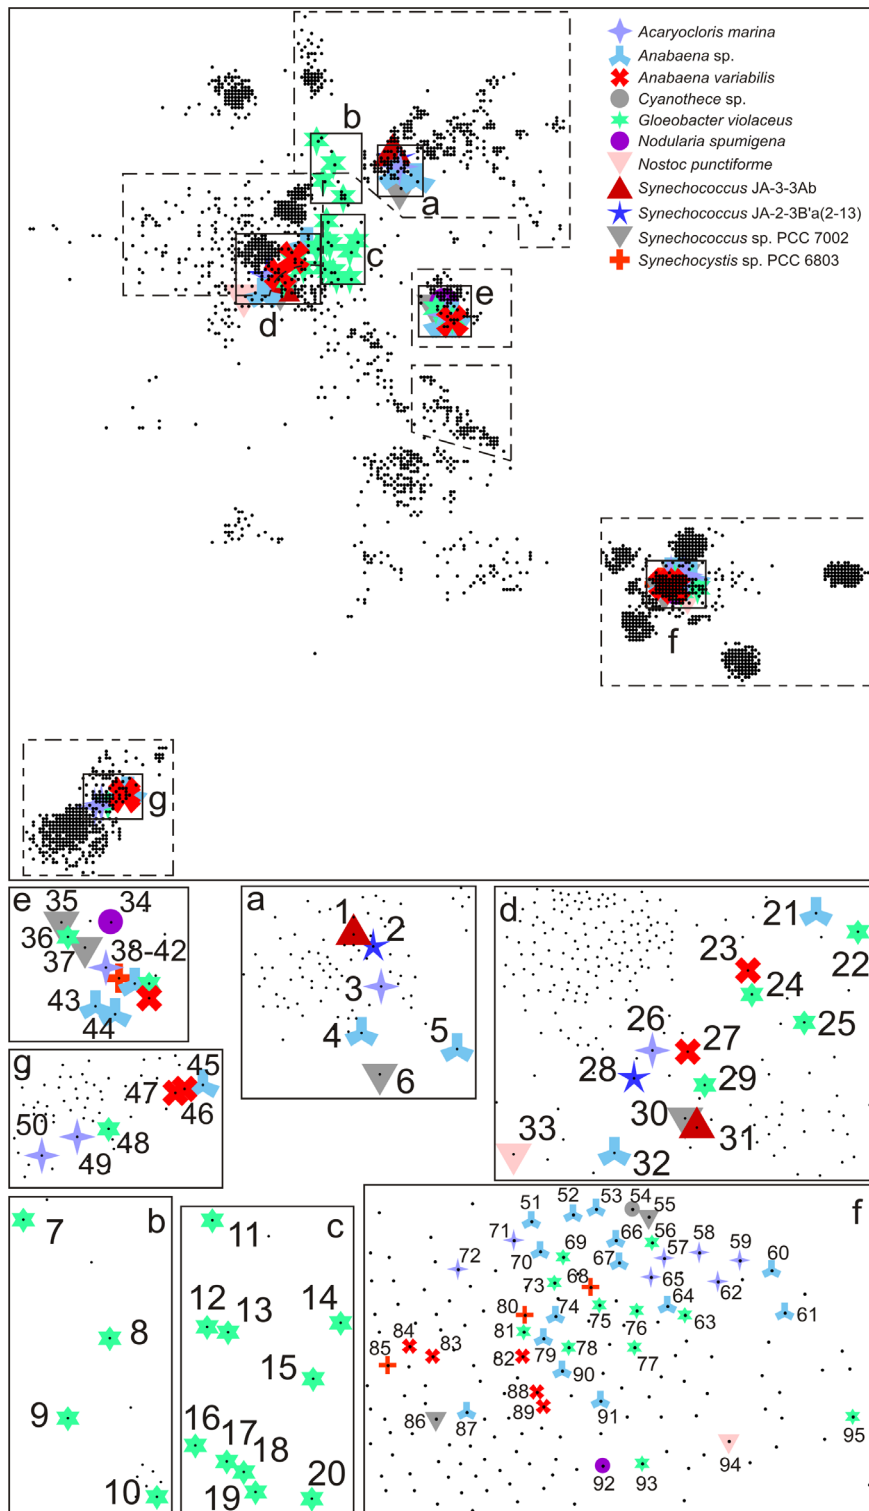 Acaryocloris marina
Anabaena sp.
Anabaena variabilis
Cyanothece sp.
Gloeobacter violaceus
Nodularia spumigena
Nostoc punctiforme
Synechococcus JA-3-3Ab
Synechococcus JA-2-3B'a(2-13)
Synechococcus sp. PCC 7002
Synechocystis sp. PCC 6803
b
a
c
d
e
f
g
e
35 34
36
37 38-42
43
44
a
1
2
3
4 5
6
d
21
22
23
24
25
26 27
28
29
30
31
33
32
g
45
47
46
50
48
49
b
7
8
9
10
c
11
12 13 14
15
16
17
18
19 20
f
51 52 53 54 55
56
66 57 58 59 60
71
72 70 69 67
73 68 65 62
80 74 75 64 61
76 63
81
84 83 79 78 77
85 82
90
88
89
86 87 91
95
92 93 94